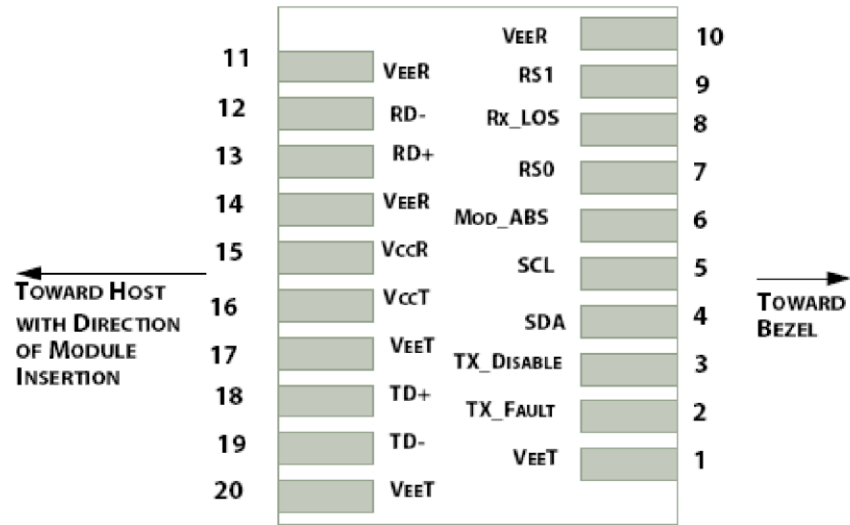 11 VEER
12 RD-
13 RD+
14 VEER
15 VCCR
16 VCCT
17 VEET
18 TD+
19 TD-
20 VEET
VEER 10
RS1 9
RX_LOS 8
RS0 7
MOD_ABS 6
SCL 5
SDA 4
TX_DISABLE 3
TX_FAULT 2
VEET 1
TOWARD HOST
WITH DIRECTION
OF MODULE
INSERTION
TOWARD
BEZEL